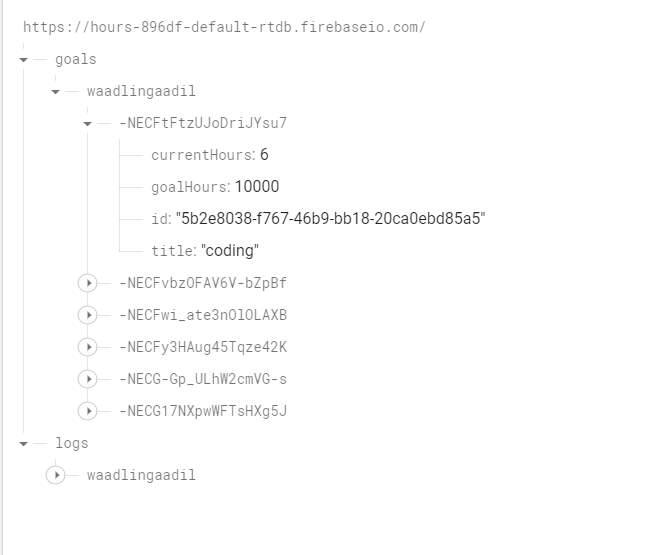 https://hours-896df-default-rtdb.firebaseio.com/
goals
waadlingaadil
-NECFtFtzUJoDriJYsu7
currentHours: 6
goalHours: 10000
id: "5b2e8038-f767-46b9-bb18-20ca0ebd85a5"
title: "coding"
-NECFvbzOFAV6V-bZpBf
-NECFwi_ate3nOlOLAXB
-NECFy3HAug45Tqze42K
-NECG-Gp_ULhW2cmVG-s
-NECG17NXpwWFTsHXg5J
logs
waadlingaadil